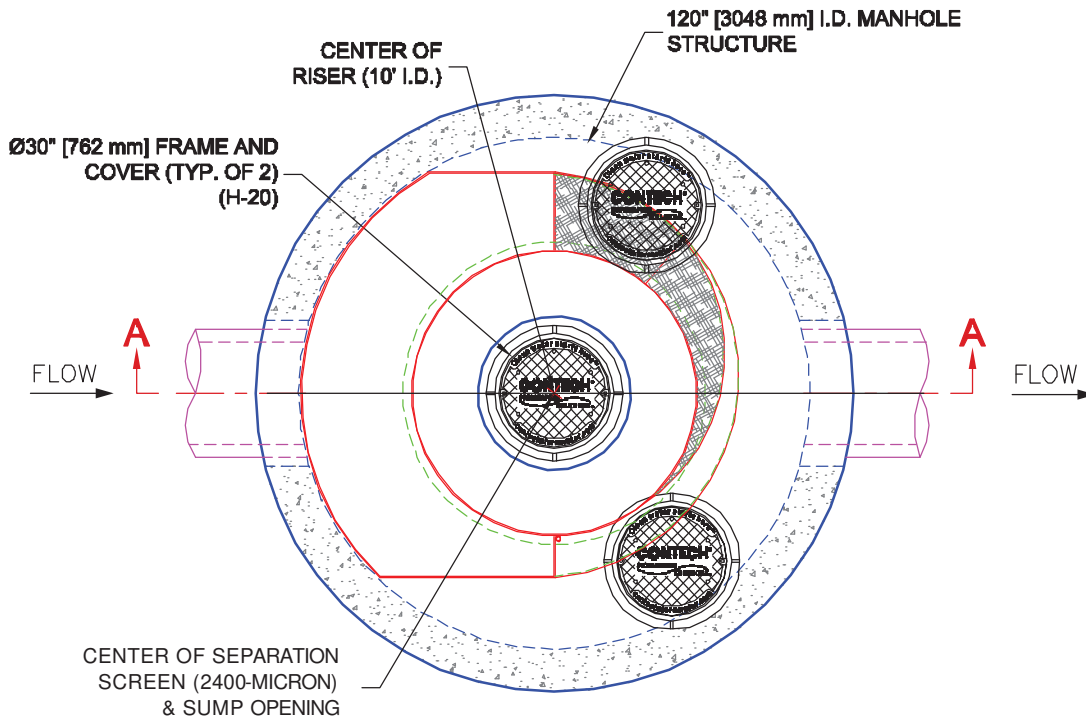 120" [3048 mm] I.D. MANHOLE
STRUCTURE
CENTER OF
RISER (10' I.D.)
Ø30" [762 mm] FRAME AND
COVER (TYP. OF 2)
(H-20)
CONTECH
A
A
FLOW
CONTECH
FLOW
CONTECH
CENTER OF SEPARATION
SCREEN (2400-MICRON)
& SUMP OPENING